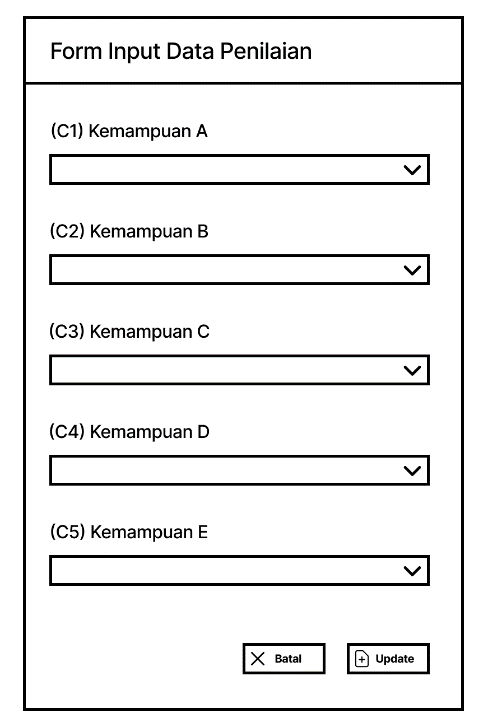 Form Input Data Penilaian
(C1) Kemampuan A
(C2) Kemampuan B
(C3) Kemampuan C
(C4) Kemampuan D
(C5) Kemampuan E
Batal Update